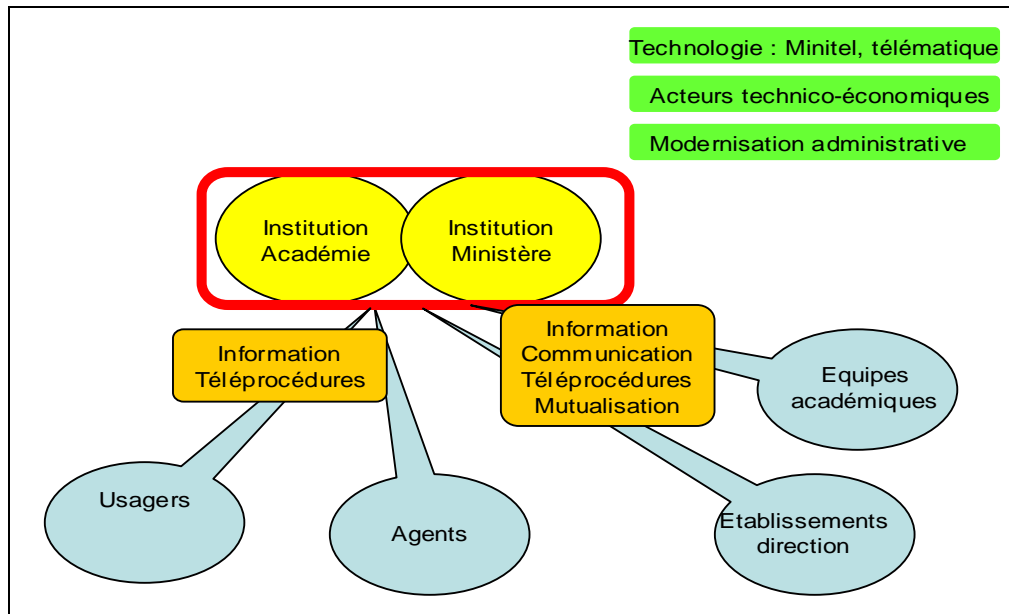 Technologie : Minitel, télématique
Acteurs technico-économiques
Modernisation administrative
Institution
Académie
Institution
Ministère
Information
Téléprocédures
Information
Communication
Téléprocédures
Mutualisation
Equipes
académiques
Usagers
Agents
Etablissements
direction